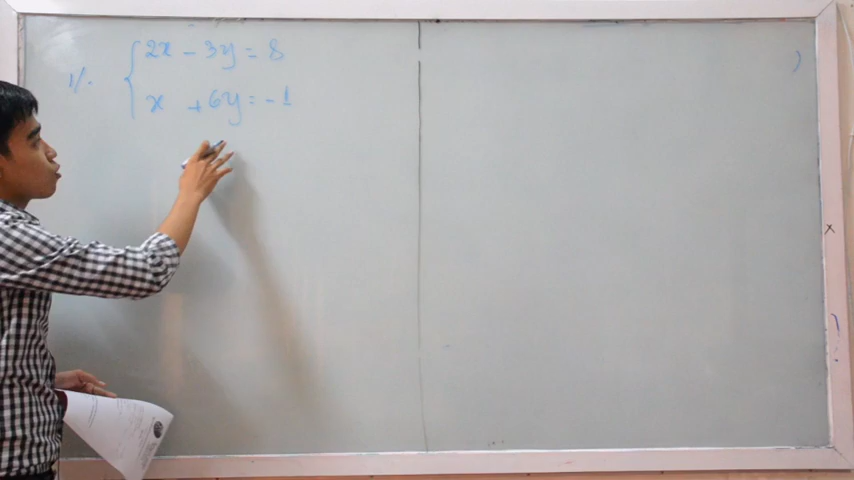 1/. 2x - 3y = 8
x + 6y = - 1